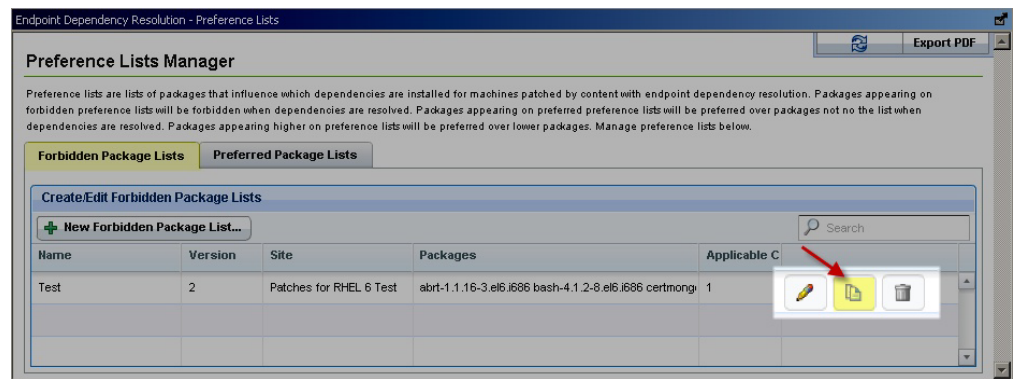 Endpoint Dependency Resolution - Preference Lists
Export PDF
Preference Lists Manager
Preference lists are lists of packages that influence which dependencies are installed for machines patched by content with endpoint dependency resolution. Packages appearing on
forbidden preference lists will be forbidden when dependencies are resolved. Packages appearing on preferred preference lists will be preferred over packages not no the list when
dependencies are resolved. Packages appearing higher on preference lists will be preferred over lower packages. Manage preference lists below.
Forbidden Package Lists Preferred Package Lists
Create/Edit Forbidden Package Lists
New Forbidden Package List... Search
Name Version Site Packages Applicable C
Test 2 Patches for RHEL 6 Test abrt-1.1.16-3.el6.i686 bash-4.1.2-8.el6.i686 certmong 1